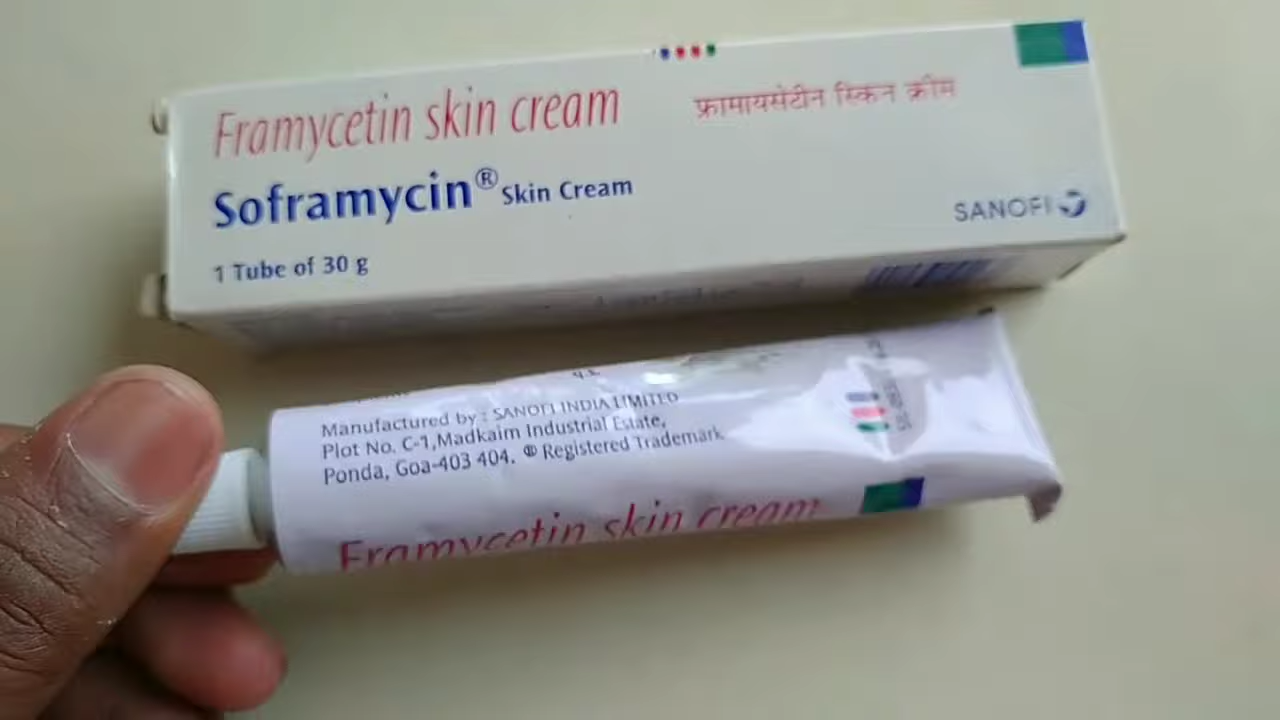 Framycetin skin cream
फ्रामायसेटीन स्किन क्रीम
Soframycin® Skin Cream
SANOFI
1 Tube of 30 g
Manufactured by : SANOFI INDIA LIMITED
Plot No. C-1,Madkaim Industrial Estate,
Ponda, Goa-403 404. ® Registered Trademark
Framycetin skin cream